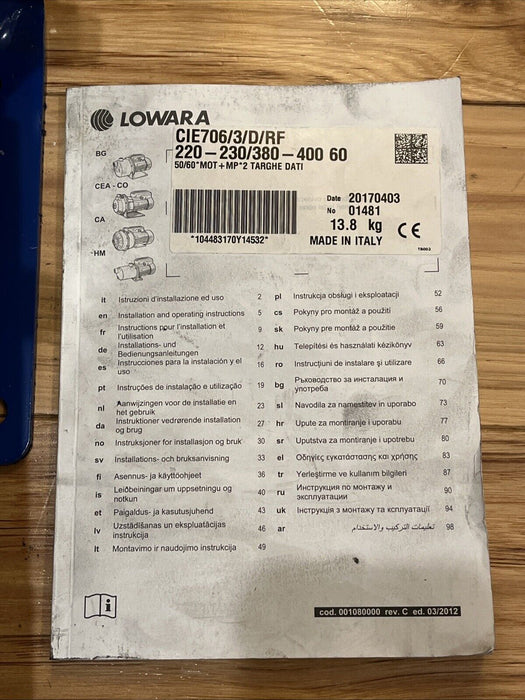 LOWARA
CIE706/3/D/RF
220-230/380-400 60
50/60*MOT+MP*2 TARGHE DATI
Date 20170403
No 01481
13.8 kg CE
*104483170Y14532*
MADE IN ITALY
TS003
BG
CEA - CO
CA
HM
it Istruzioni d'installazione ed uso 2
en Installation and operating instructions 5
fr Instructions pour l'installation et
l'utilisation 9
de Installations- und
Bedienungsanleitungen 12
es Instrucciones para la instalación y el
uso 16
pt Instruções de instalação e utilização 19
nl Aanwijzingen voor de installatie en
het gebruik 23
da Instruktioner vedrørende installation
og brug 27
no Instruksjoner for installasjon og bruk 30
sv Installations- och bruksanvisning 33
fi Asennus- ja käyttöohjeet 36
is Leiðbeiningar um uppsetningu og
notkun 40
et Paigaldus- ja kasutusjuhend 43
lv Uzstādīšanas un ekspluatācijas
instrukcija 46
lt Montavimo ir naudojimo instrukcija 49
pl Instrukcja obsługi i eksploatacji 52
cs Pokyny pro montáž a použití 56
sk Pokyny pre montáž a použitie 59
hu Telepítési és használati kézikönyv 63
ro Instrucţiuni de instalare şi utilizare 66
bg Ръководство за инсталация и
употреба 70
sl Navodila za namestitev in uporabo 73
hr Upute za montiranje i uporabu 77
sr Uputstva za montiranje i upotrebu 80
el Οδηγίες εγκατάστασης και χρήσης 83
tr Yerleştirme ve kullanım bilgileri 87
ru Инструкция по монтажу и
эксплуатации 90
uk Інструкція з монтажу та експлуатації 94
ar تعليمات التركيب والاستخدام 98
cod. 001080000 rev. C ed. 03/2012